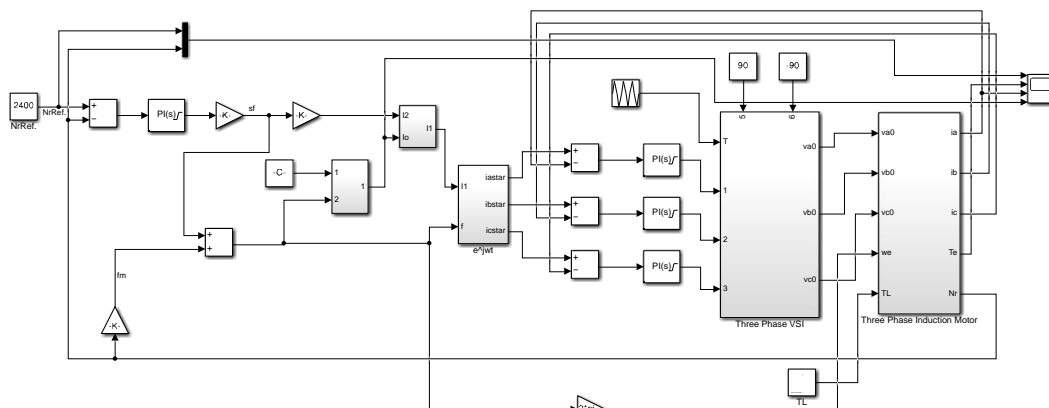 90
-90
2400
NrRef.
NrRef.
+
−
PI(s)
-K-
sf
-K-
I2
Io
I1
T
5
6
va0
va0
ia
-C-
1
2
1
I1
f
iastar
ibstar
icstar
e^jwt
+
−
PI(s)
1
+
−
PI(s)
2
+
−
PI(s)
3
vb0
vc0
vb0
vc0
we
TL
ib
ic
Te
Nr
+
+
fm
-K-
Three Phase VSI
Three Phase Induction Motor
TL